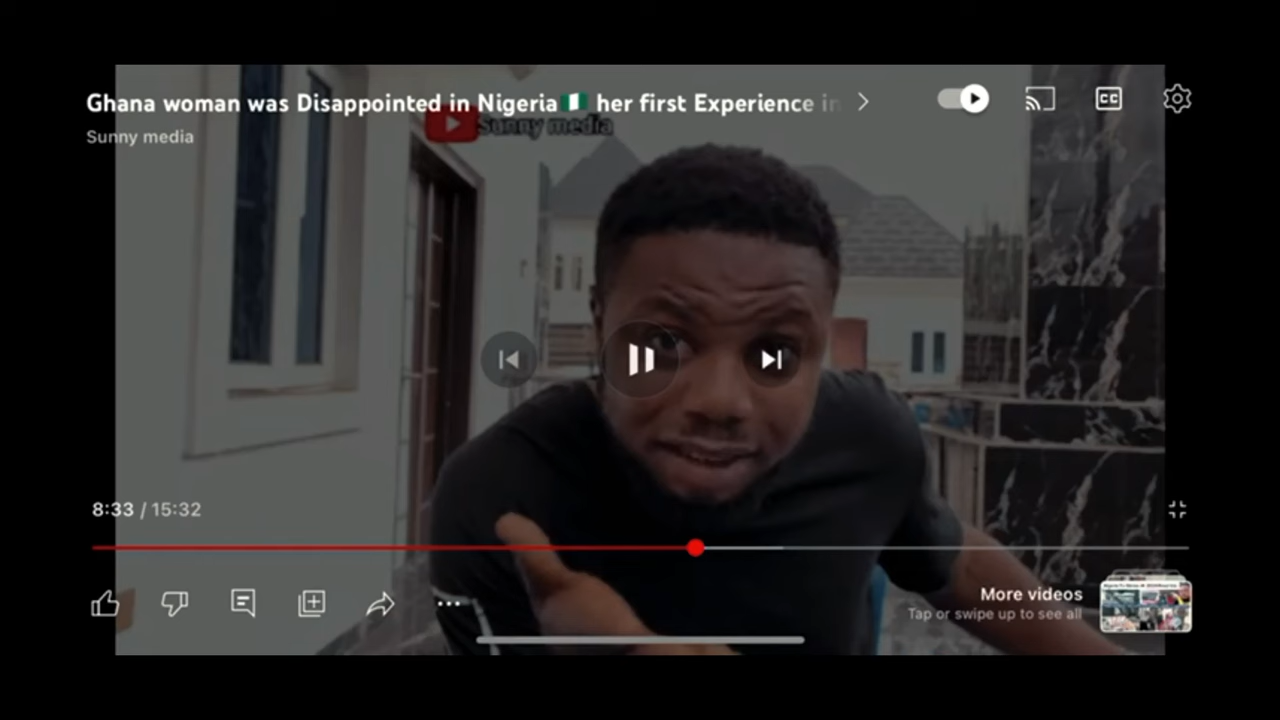 Ghana woman was Disappointed in Nigeria🇳🇬 her first Experience in
Sunny media
Sunny media
CC
8:33 / 15:32
More videos
Tap or swipe up to see all